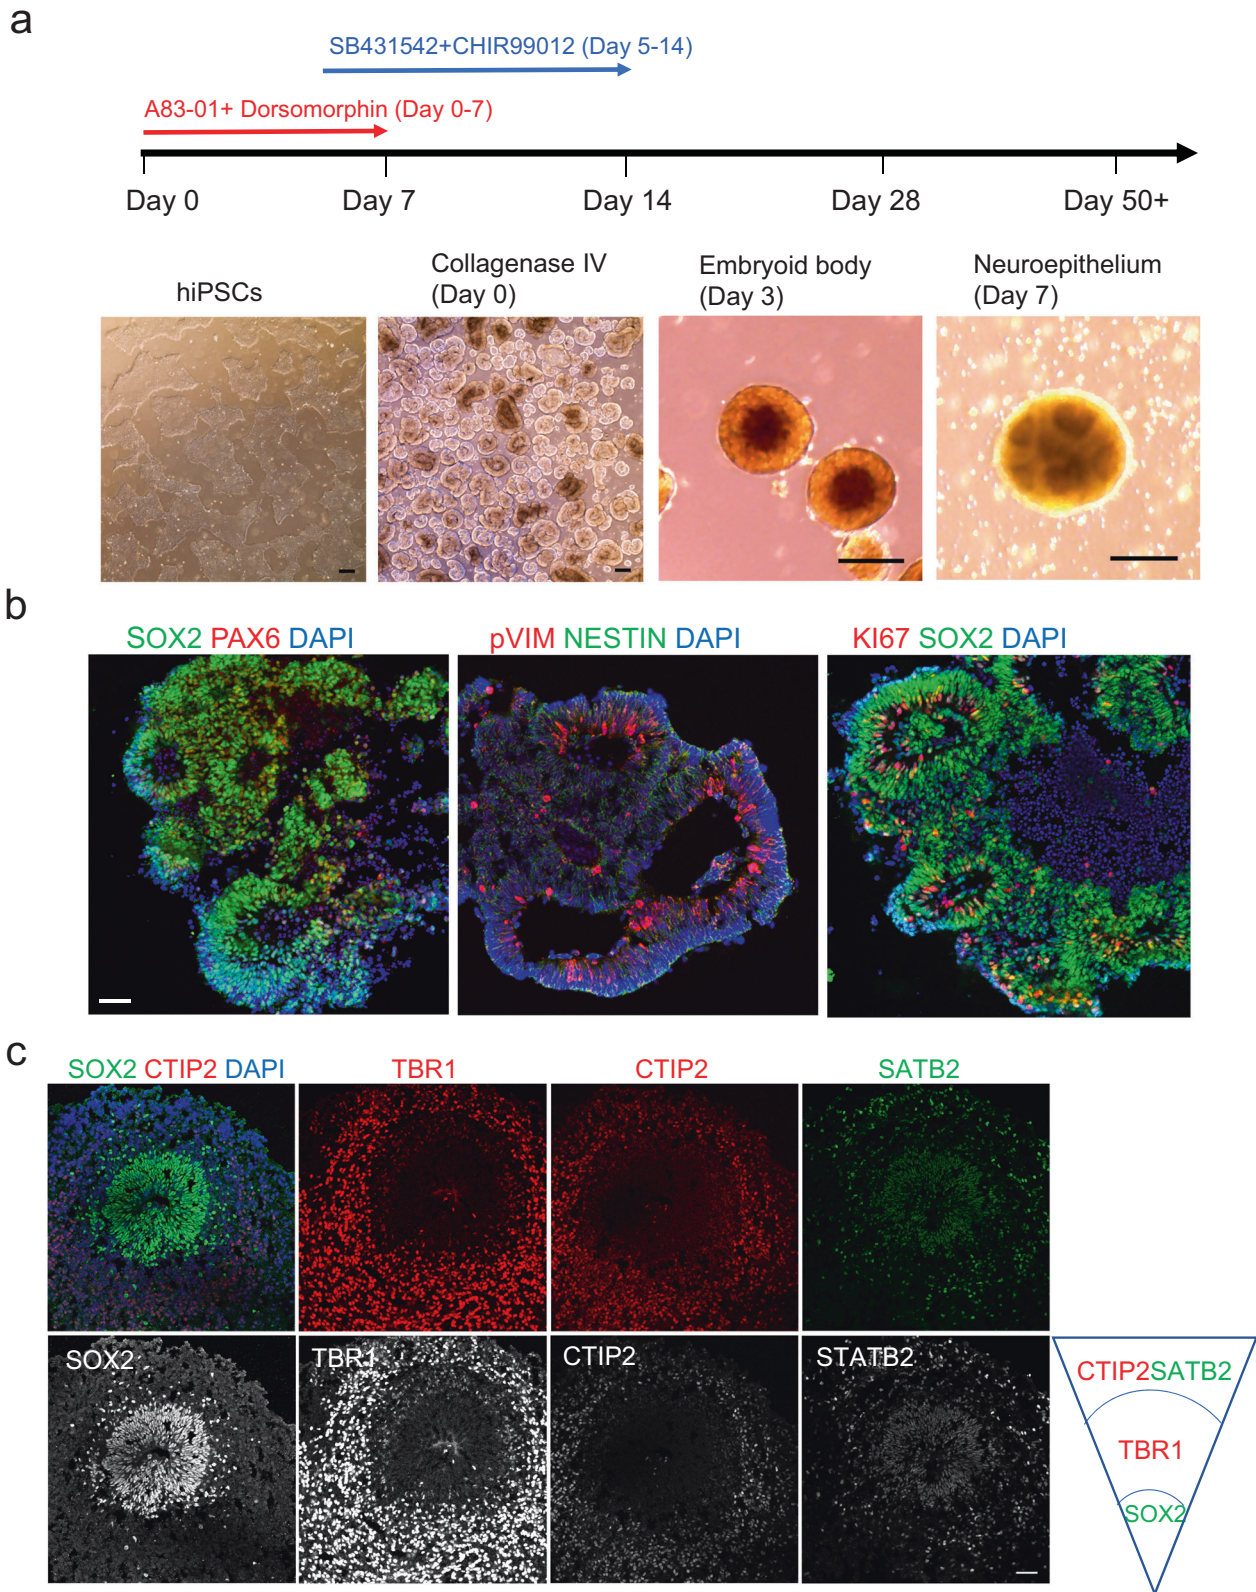 a
SB431542+CHIR99012 (Day 5-14)
A83-01+ Dorsomorphin (Day 0-7)
Day 0 Day 7 Day 14 Day 28 Day 50+
hiPSCs
Collagenase IV
(Day 0)
Embryoid body
(Day 3)
Neuroepithelium
(Day 7)
b
SOX2 PAX6 DAPI
pVIM NESTIN DAPI
KI67 SOX2 DAPI
c
SOX2 CTIP2 DAPI
TBR1
CTIP2
SATB2
SOX2
TBR1
CTIP2
STATB2
CTIP2SATB2
TBR1
SOX2